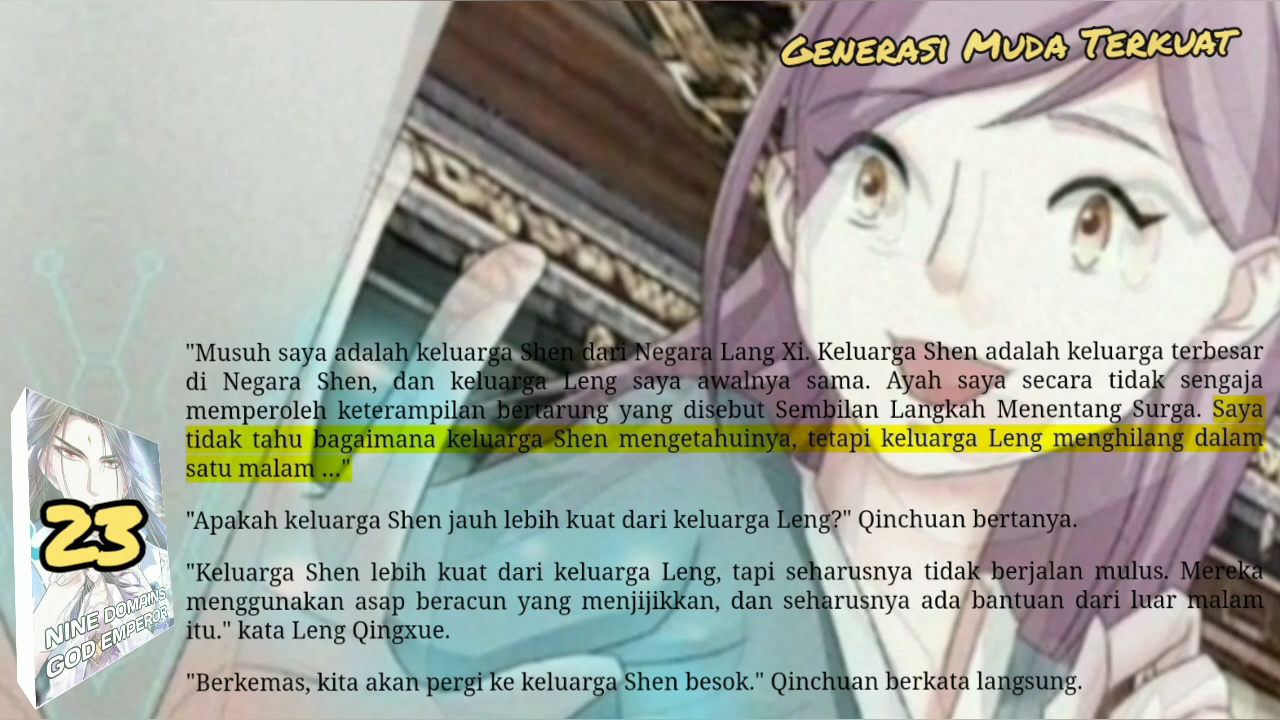 Generasi Muda Terkuat
"Musuh saya adalah keluarga Shen dari Negara Lang Xi. Keluarga Shen adalah keluarga terbesar
di Negara Shen, dan keluarga Leng saya awalnya sama. Ayah saya secara tidak sengaja
memperoleh keterampilan bertarung yang disebut Sembilan Langkah Menentang Surga. Saya
tidak tahu bagaimana keluarga Shen mengetahuinya, tetapi keluarga Leng menghilang dalam
satu malam ..."
"Apakah keluarga Shen jauh lebih kuat dari keluarga Leng?" Qinchuan bertanya.
"Keluarga Shen lebih kuat dari keluarga Leng, tapi seharusnya tidak berjalan mulus. Mereka
menggunakan asap beracun yang menjijikkan, dan seharusnya ada bantuan dari luar malam
itu." kata Leng Qingxue.
"Berkemas, kita akan pergi ke keluarga Shen besok." Qinchuan berkata langsung.
23
NINE DOMAINS
GOD EMPEROR